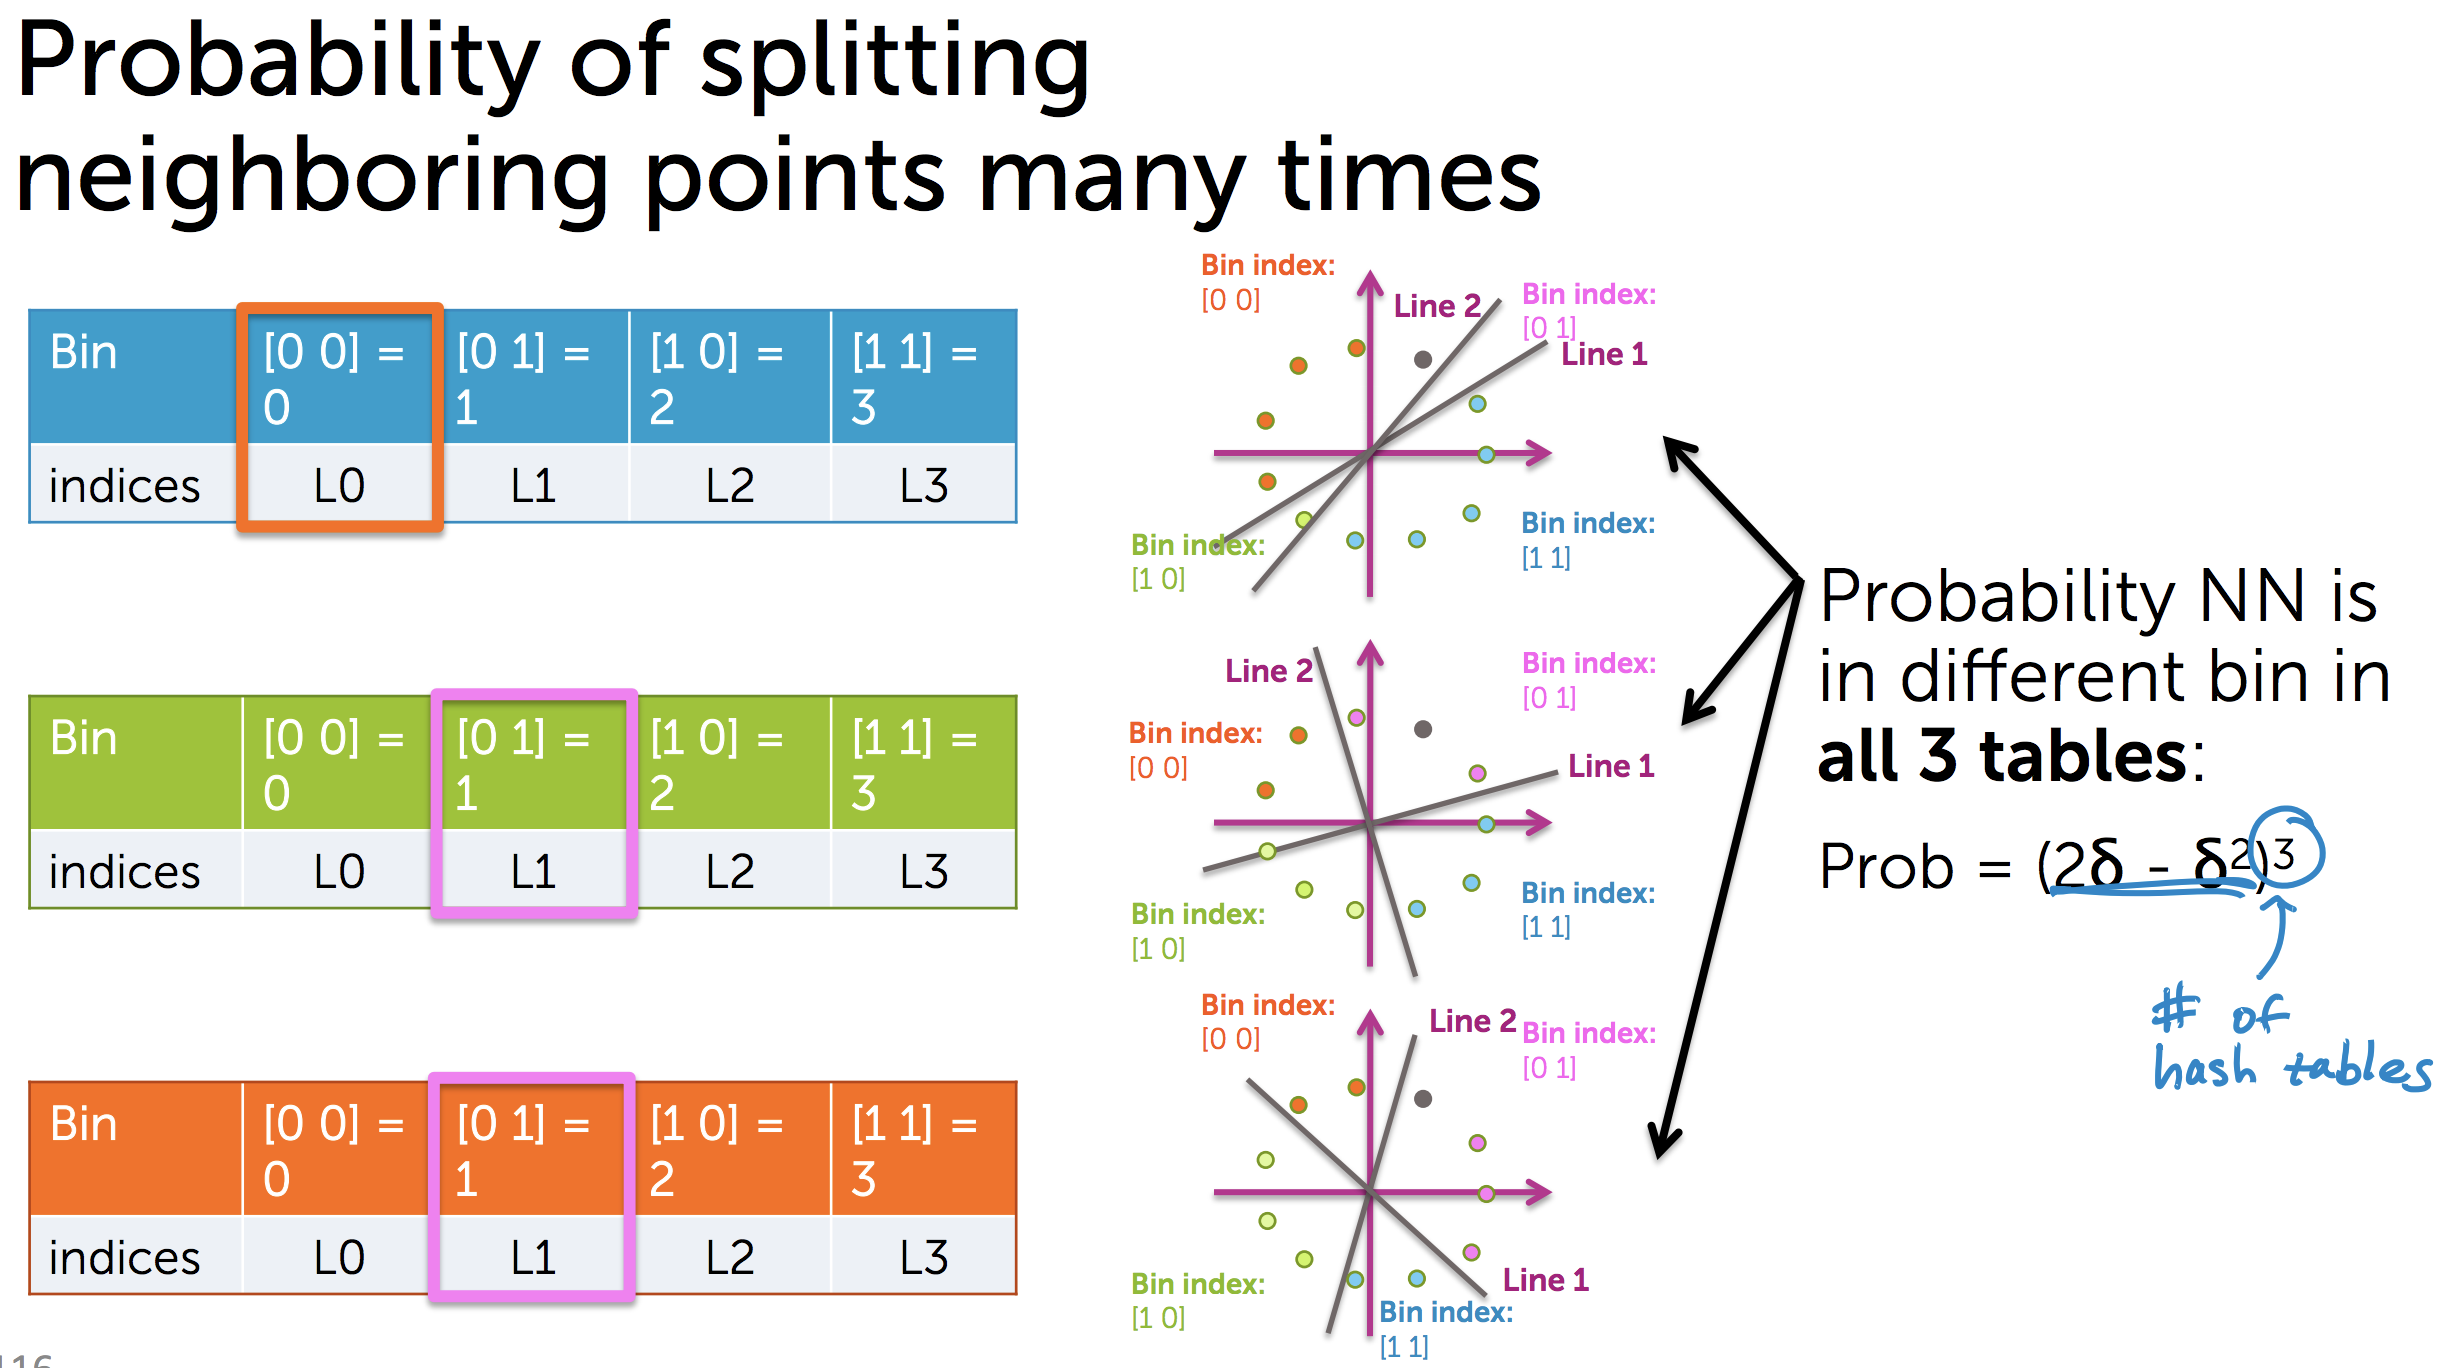 Probability of splitting
neighboring points many times
Bin [0 0] = [0 1] = [1 0] = [1 1] =
0 1 2 3
indices L0 L1 L2 L3
Bin index:
[0 0]
Line 2
Bin index:
[0 1]
Line 1
Bin index:
[1 0]
Bin index:
[1 1]
Bin [0 0] = [0 1] = [1 0] = [1 1] =
0 1 2 3
indices L0 L1 L2 L3
Line 2
Bin index:
[0 1]
Bin index:
[0 0]
Line 1
Bin index:
[1 0]
Bin index:
[1 1]
Bin [0 0] = [0 1] = [1 0] = [1 1] =
0 1 2 3
indices L0 L1 L2 L3
Bin index:
[0 0]
Line 2
Bin index:
[0 1]
Line 1
Bin index:
[1 0]
Bin index:
[1 1]
Probability NN is
in different bin in
all 3 tables:
Prob = (2δ - δ²)³
# of
hash tables